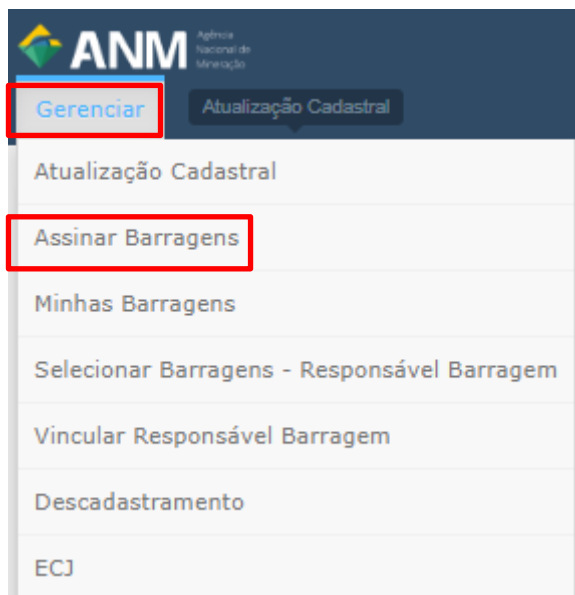 ANM
Agência
Nacional de
Mineração
Gerenciar
Atualização Cadastral
Atualização Cadastral
Assinar Barragens
Minhas Barragens
Selecionar Barragens - Responsável Barragem
Vincular Responsável Barragem
Descadastramento
ECJ